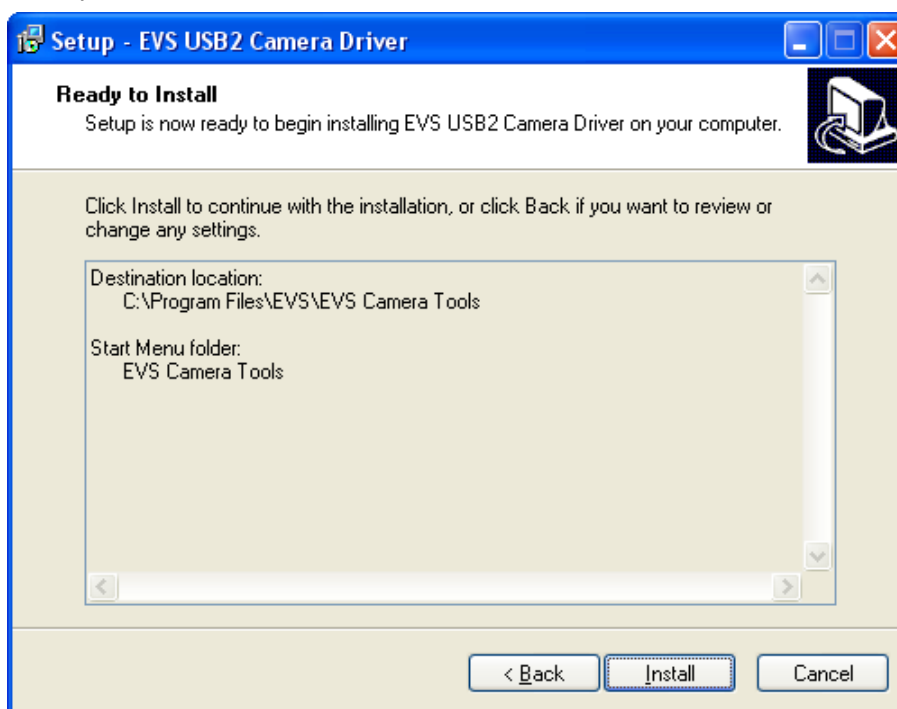 Setup - EVS USB2 Camera Driver
Ready to Install
Setup is now ready to begin installing EVS USB2 Camera Driver on your computer.
Click Install to continue with the installation, or click Back if you want to review or
change any settings.
Destination location:
C:\Program Files\EVS\EVS Camera Tools
Start Menu folder:
EVS Camera Tools
< Back
Install
Cancel